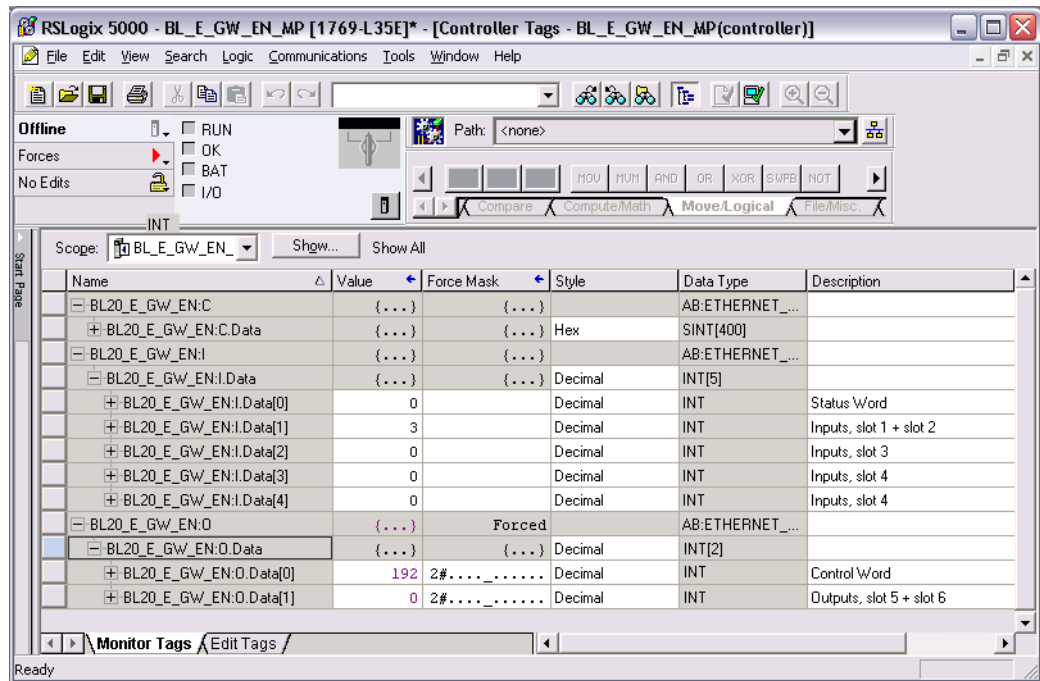 RSLogix 5000 - BL_E_GW_EN_MP [1769-L35E]* - [Controller Tags - BL_E_GW_EN_MP(controller)]
File Edit View Search Logic Communications Tools Window Help
Offline RUN Path: <none>
Forces OK
No Edits BAT
I/O
MOV MVM AND OR XOR SWPB NOT
Compare Compute/Math Move/Logical File/Misc.
INT
Start Page
Scope: BL_E_GW_EN_ Show... Show All
Name Value Force Mask Style Data Type Description
BL20_E_GW_EN:C {...} {...} AB:ETHERNET_...
BL20_E_GW_EN:C.Data {...} {...} Hex SINT[400]
BL20_E_GW_EN:I {...} {...} AB:ETHERNET_...
BL20_E_GW_EN:I.Data {...} {...} Decimal INT[5]
BL20_E_GW_EN:I.Data[0] 0 Decimal INT Status Word
BL20_E_GW_EN:I.Data[1] 3 Decimal INT Inputs, slot 1 + slot 2
BL20_E_GW_EN:I.Data[2] 0 Decimal INT Inputs, slot 3
BL20_E_GW_EN:I.Data[3] 0 Decimal INT Inputs, slot 4
BL20_E_GW_EN:I.Data[4] 0 Decimal INT Inputs, slot 4
BL20_E_GW_EN:O {...} Forced AB:ETHERNET_...
BL20_E_GW_EN:O.Data {...} {...} Decimal INT[2]
BL20_E_GW_EN:O.Data[0] 192 2#...._...... Decimal INT Control Word
BL20_E_GW_EN:O.Data[1] 0 2#...._...... Decimal INT Outputs, slot 5 + slot 6
Monitor Tags Edit Tags
Ready